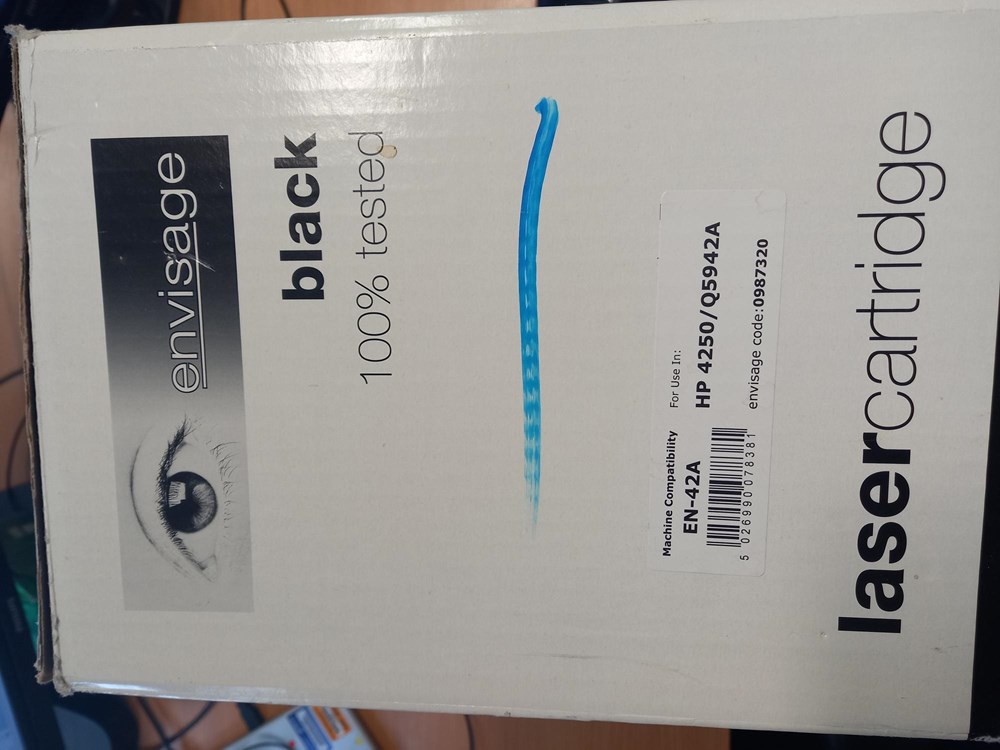 envisage
black
100% tested
Machine Compatibility
EN-42A
5 026990 078381
For Use In:
HP 4250/Q5942A
envisage code:0987320
lasercartridge